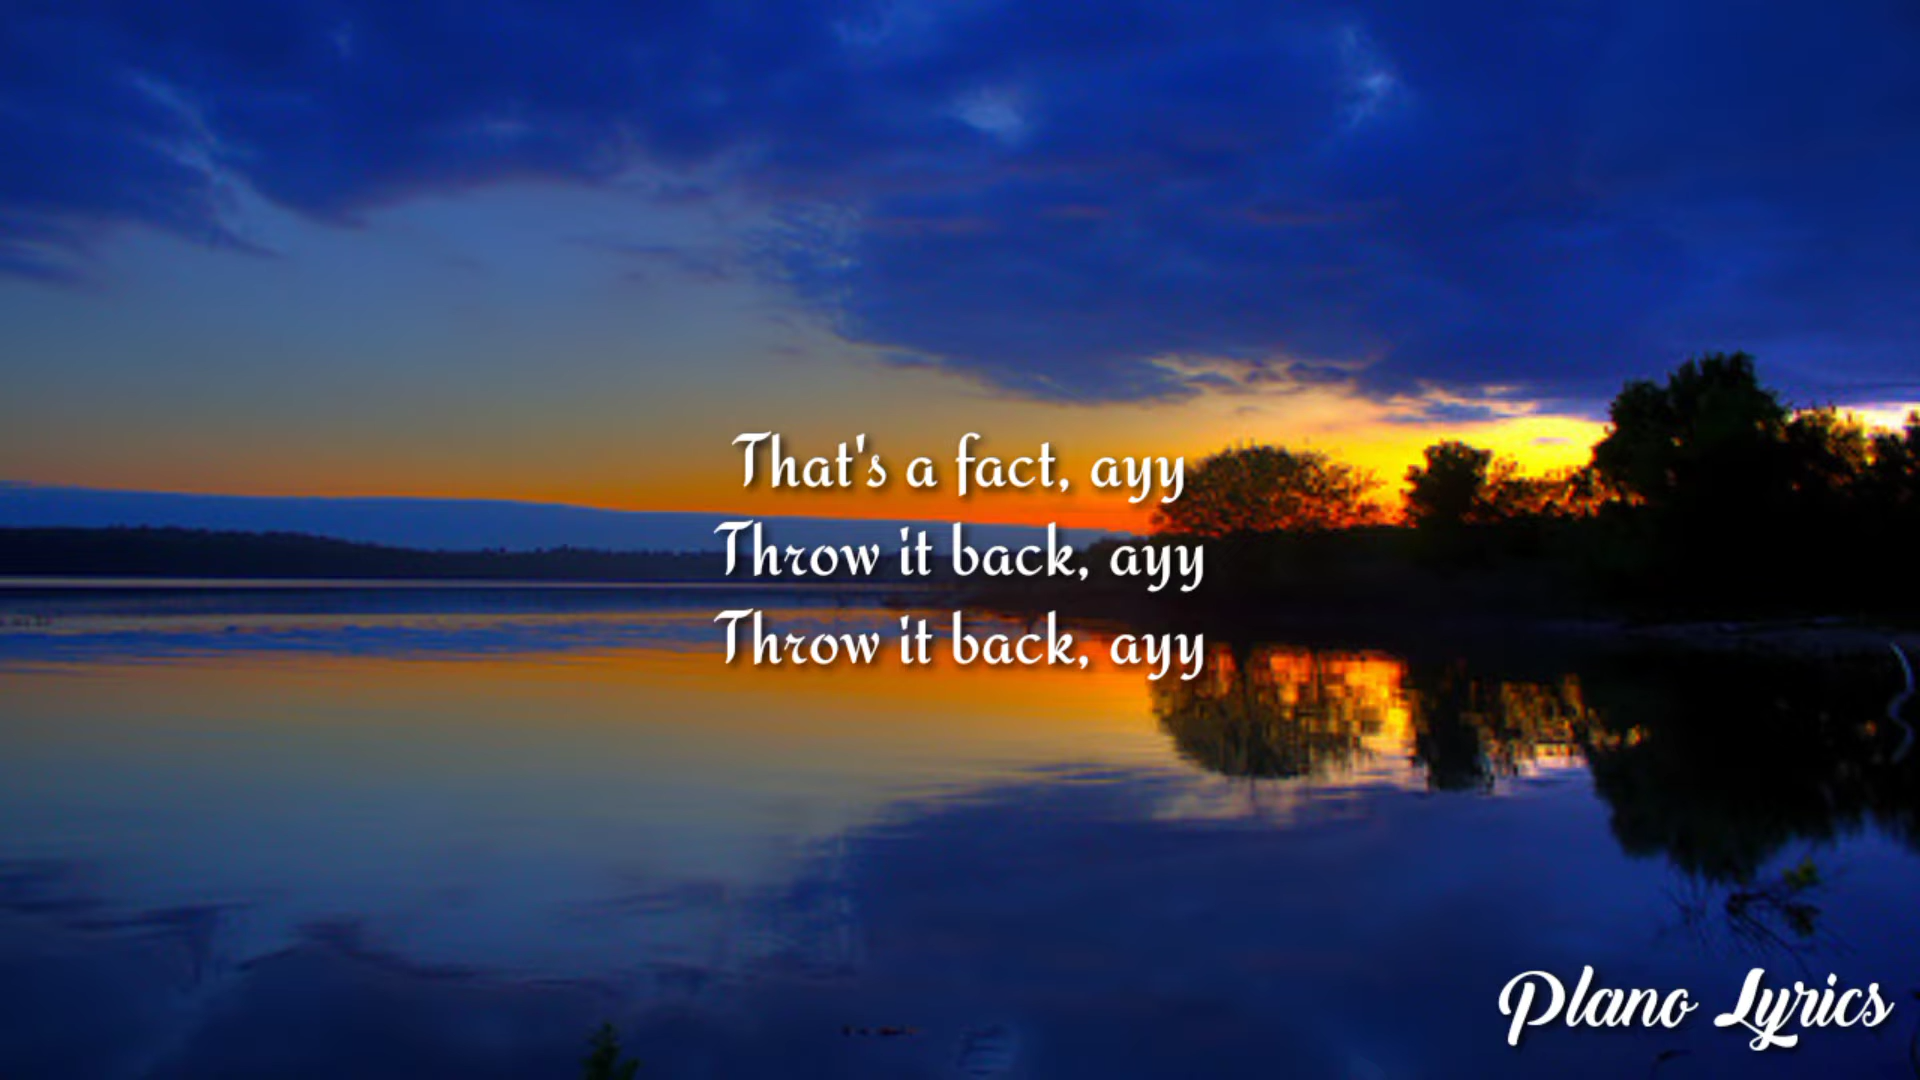 That's a fact, ayy
Throw it back, ayy
Throw it back, ayy
Plano Lyrics